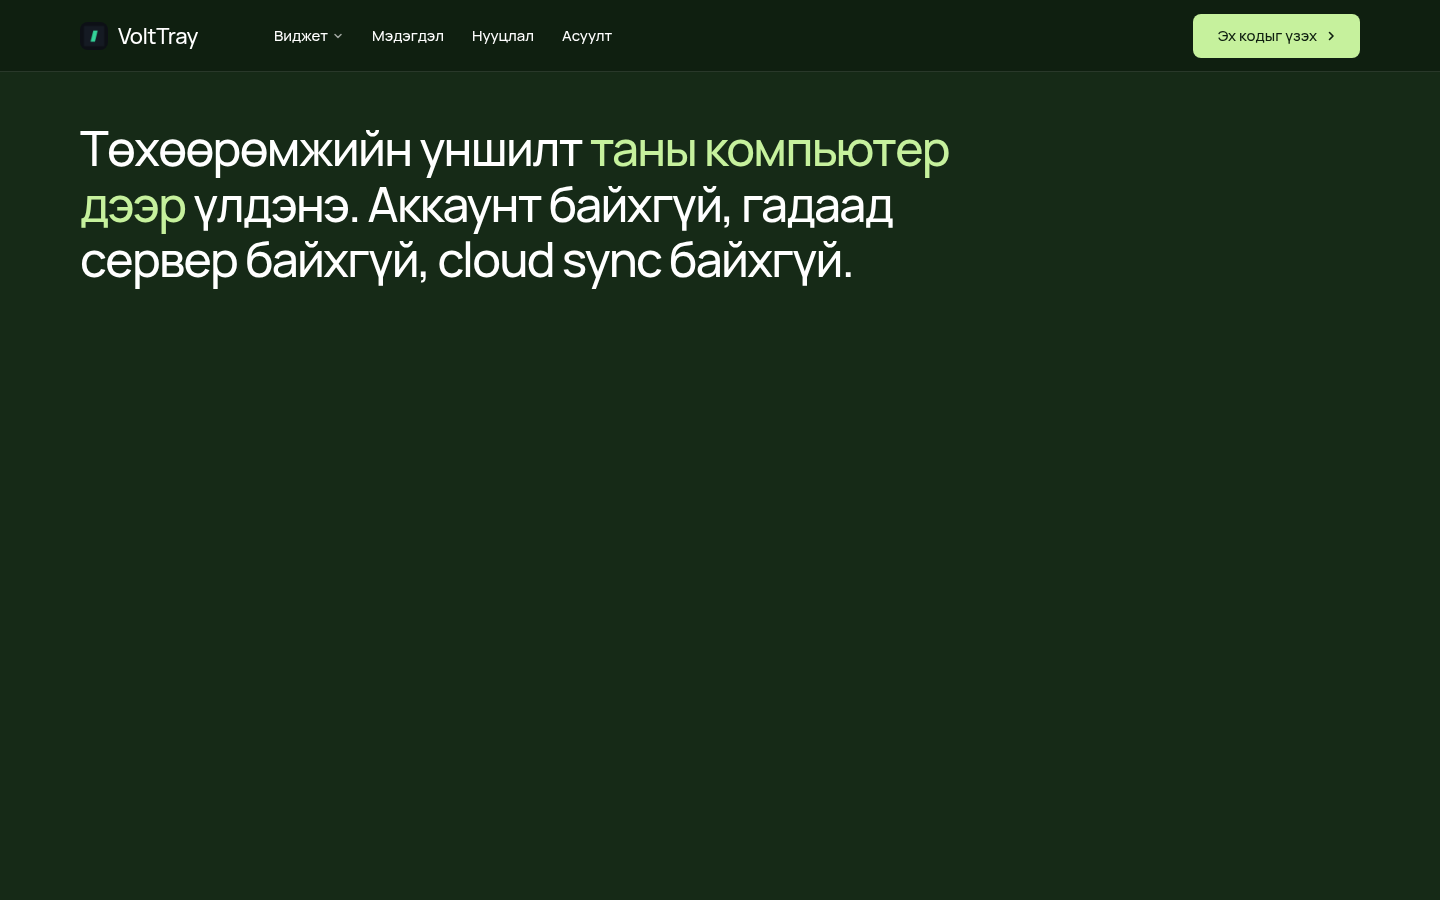 VoltTray
Виджет
Мэдэгдэл
Нууцлал
Асуулт
Эх кодыг үзэх
Төхөөрөмжийн уншилт таны компьютер
дээр үлдэнэ. Аккаунт байхгүй, гадаад
сервер байхгүй, cloud sync байхгүй.